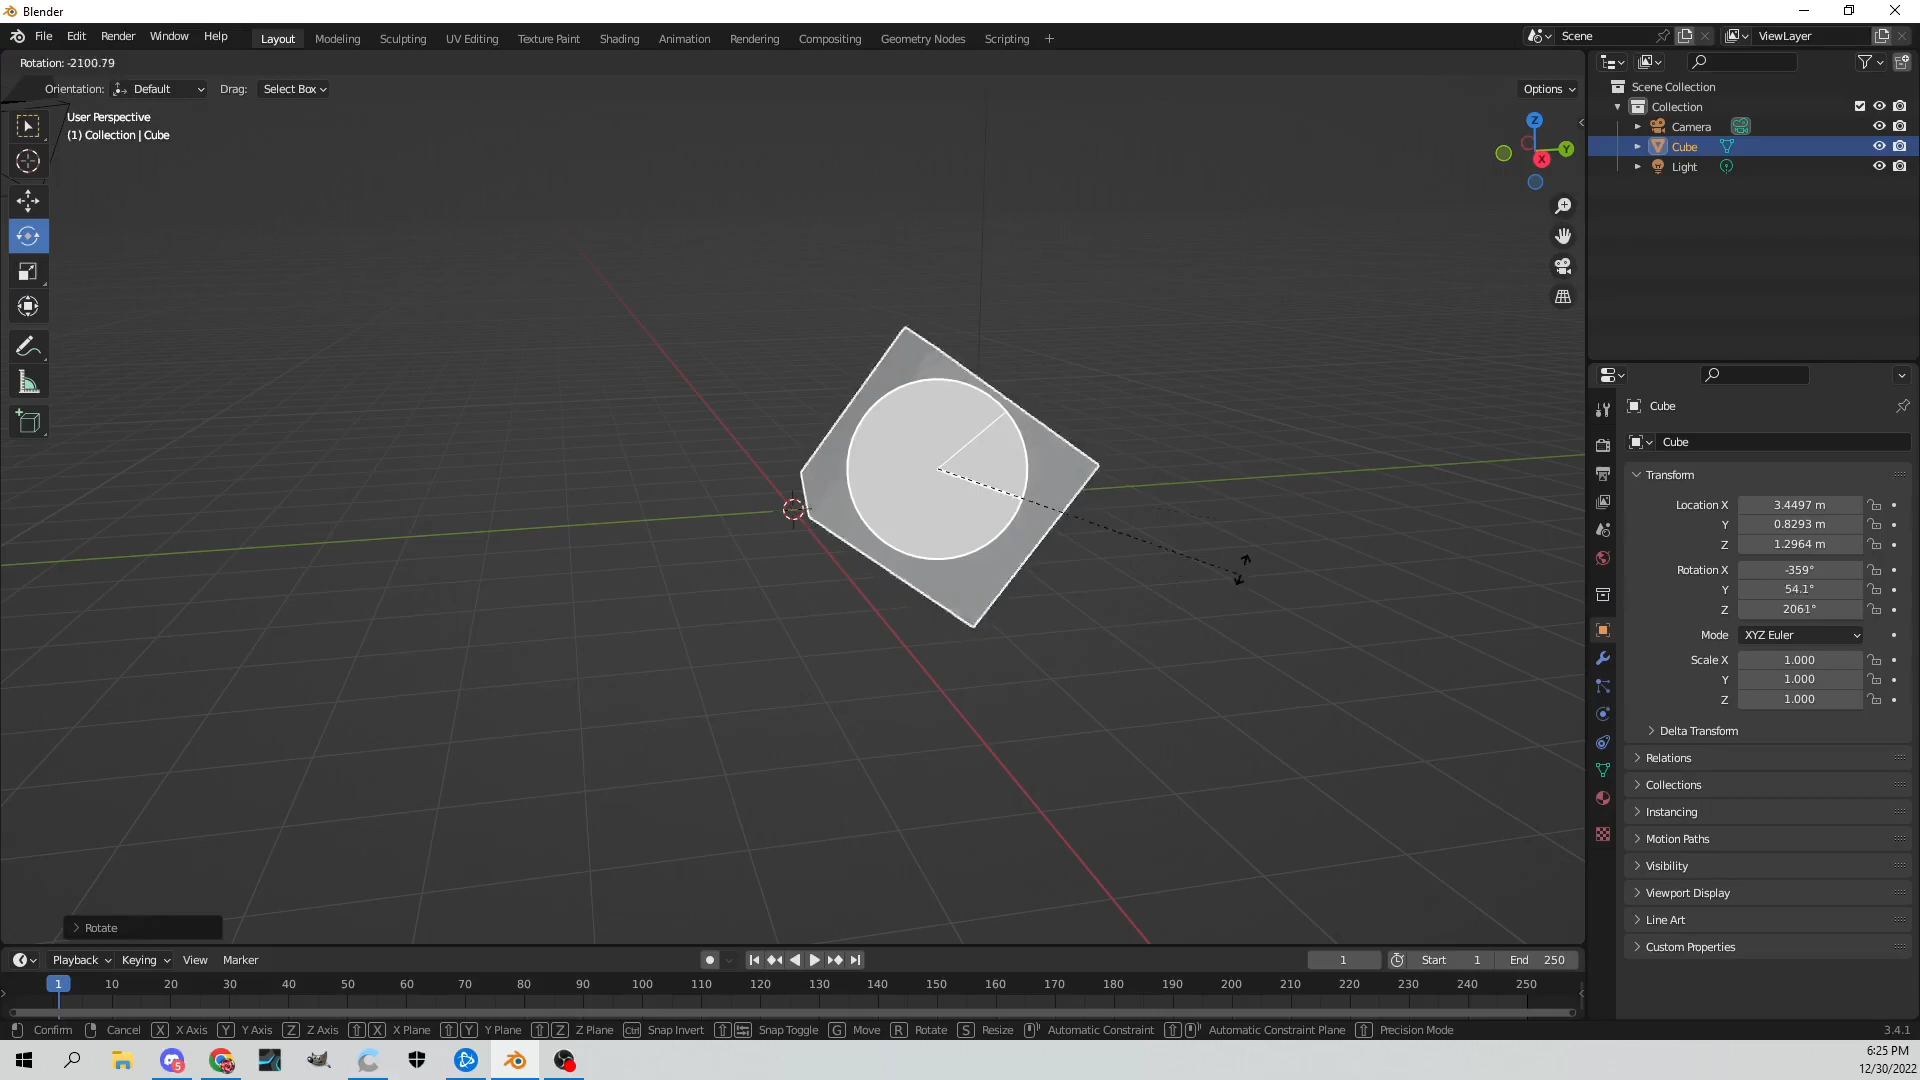 Blender
File Edit Render Window Help
Layout Modeling Sculpting UV Editing Texture Paint Shading Animation Rendering Compositing Geometry Nodes Scripting +
Scene
ViewLayer
Rotation: -2100.79
Orientation: Default Drag: Select Box
Options
User Perspective
(1) Collection | Cube
Z
Y
X
Scene Collection
Collection
Camera
Cube
Light
Cube
Cube
Transform
Location X 3.4497 m
Y 0.8293 m
Z 1.2964 m
Rotation X -359°
Y 54.1°
Z 2061°
Mode XYZ Euler
Scale X 1.000
Y 1.000
Z 1.000
Delta Transform
Relations
Collections
Instancing
Motion Paths
Visibility
Viewport Display
Line Art
Custom Properties
Rotate
Playback Keying View Marker
1 Start 1 End 250
1 10 20 30 40 50 60 70 80 90 100 110 120 130 140 150 160 170 180 190 200 210 220 230 240 250
Confirm Cancel X X Axis Y Y Axis Z Z Axis X X Plane Y Y Plane Z Z Plane Ctrl Snap Invert Snap Toggle G Move R Rotate S Resize Automatic Constraint Automatic Constraint Plane Precision Mode
3.4.1
5
6:25 PM
12/30/2022